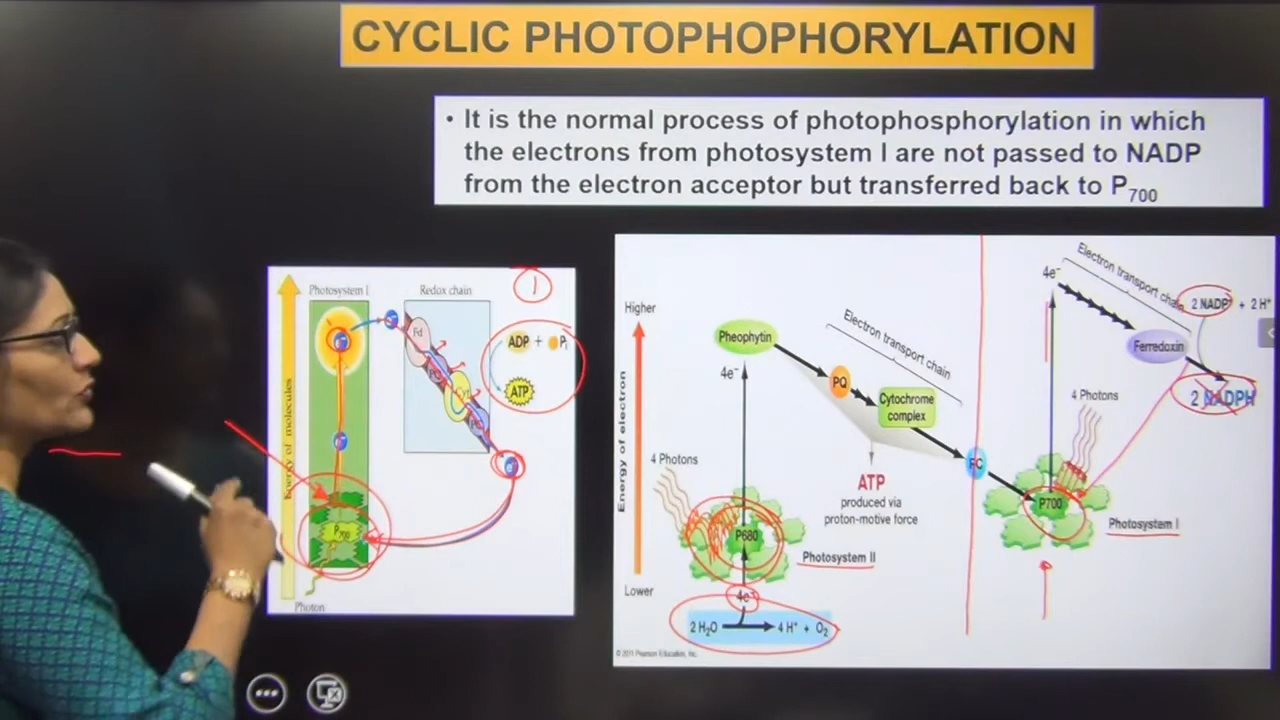 CYCLIC PHOTOPHOPHORYLATION
• It is the normal process of photophosphorylation in which
the electrons from photosystem I are not passed to NADP
from the electron acceptor but transferred back to P700
Photosystem I
Redox chain
1
Fd
ADP + Pi
ATP
Energy of molecules
P700
Photon
Higher
Energy of electron
Lower
Pheophytin
4e-
Electron transport chain
PQ
Cytochrome
complex
PC
4 Photons
ATP
produced via
proton-motive force
P680
Photosystem II
4e-
2 H2O 4 H+ + O2
© 2011 Pearson Education, Inc.
4e-
Electron transport chain
2 NADP+ + 2 H+
Ferredoxin
2 NADPH
4 Photons
P700
Photosystem I